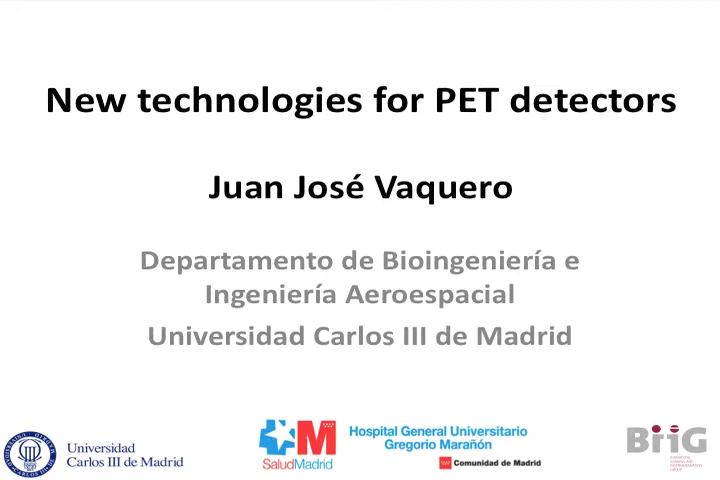 New technologies for PET detectors
Juan José Vaquero
Departamento de Bioingeniería e
Ingeniería Aeroespacial
Universidad Carlos III de Madrid
Universidad
Carlos III de Madrid
SaludMadrid
Hospital General Universitario
Gregorio Marañón
Comunidad de Madrid
BiiG